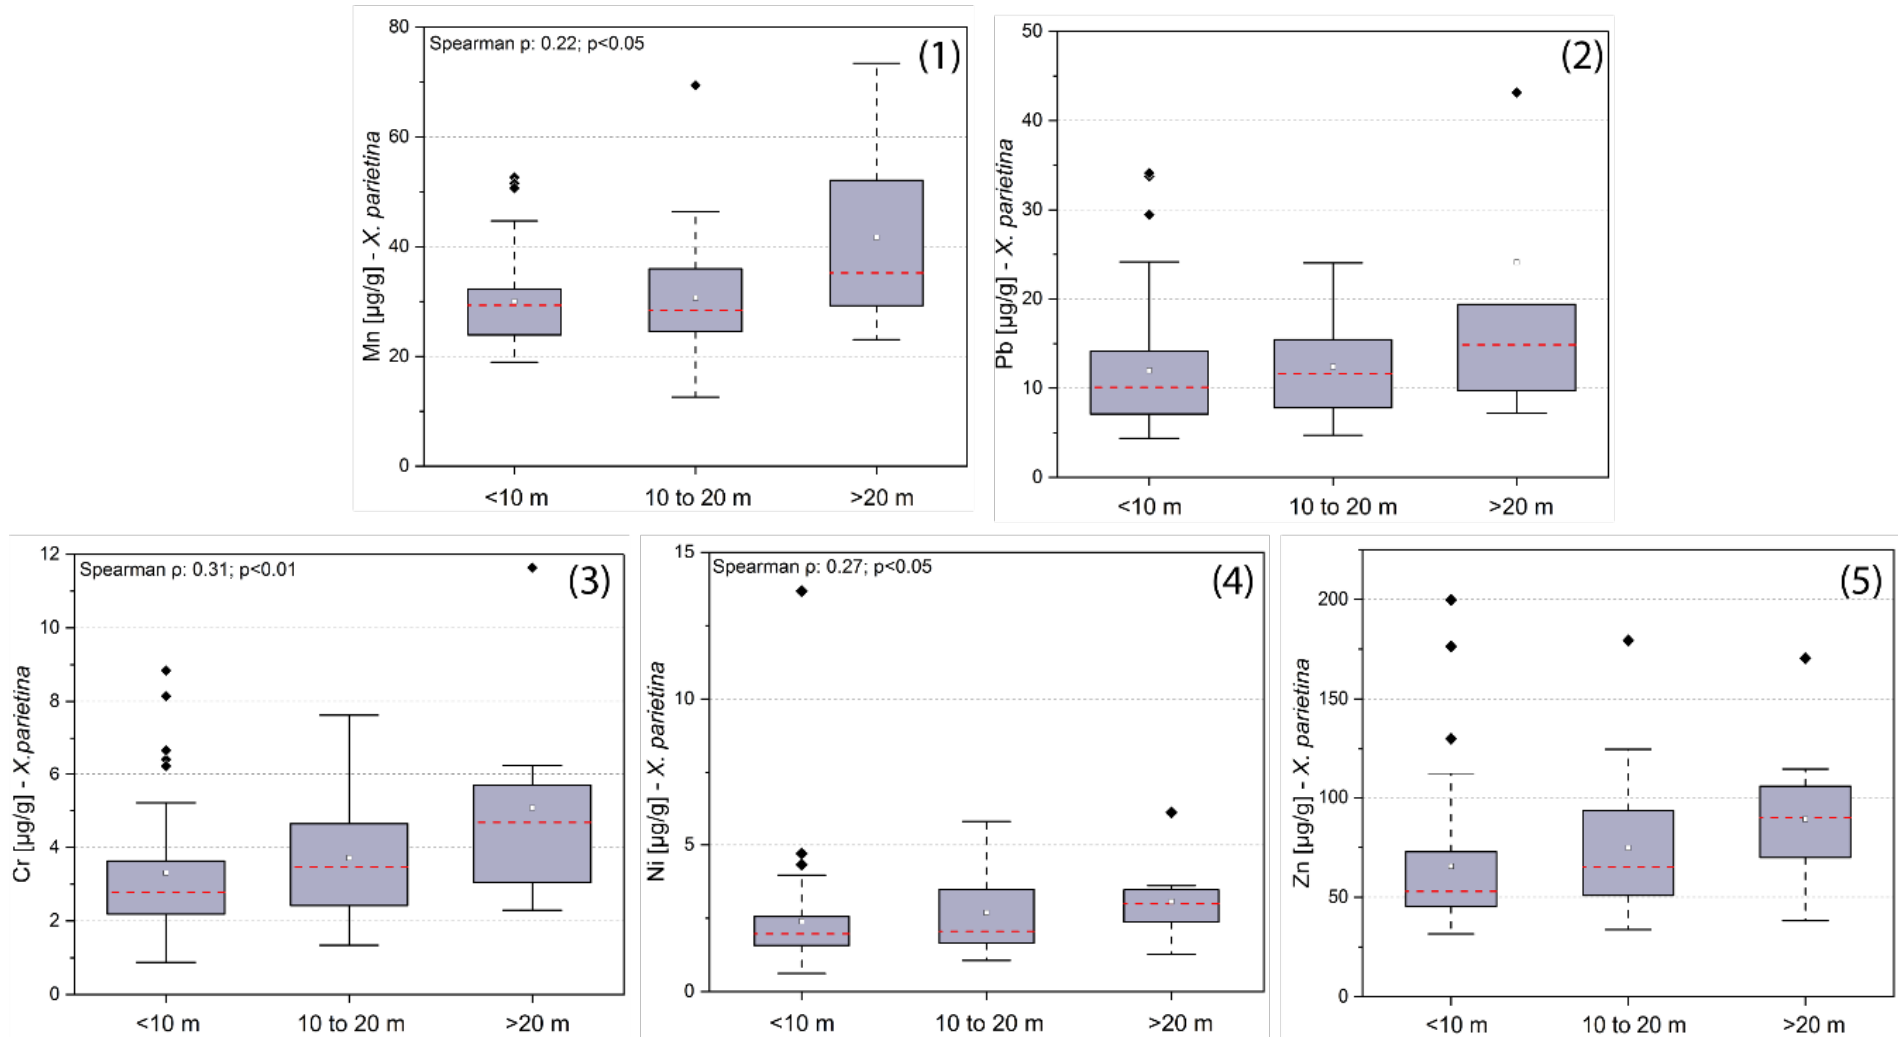 Spearman ρ: 0.22; p<0.05
(1)
Mn [µg/g] - X. parietina
80
60
40
20
0
<10 m
10 to 20 m
>20 m
(2)
Pb [µg/g] - X. parietina
50
40
30
20
10
0
<10 m
10 to 20 m
>20 m
Spearman ρ: 0.31; p<0.01
(3)
Cr [µg/g] - X.parietina
12
10
8
6
4
2
0
<10 m
10 to 20 m
>20 m
Spearman ρ: 0.27; p<0.05
(4)
Ni [µg/g] - X. parietina
15
10
5
0
<10 m
10 to 20 m
>20 m
(5)
Zn [µg/g] - X. parietina
200
150
100
50
0
<10 m
10 to 20 m
>20 m